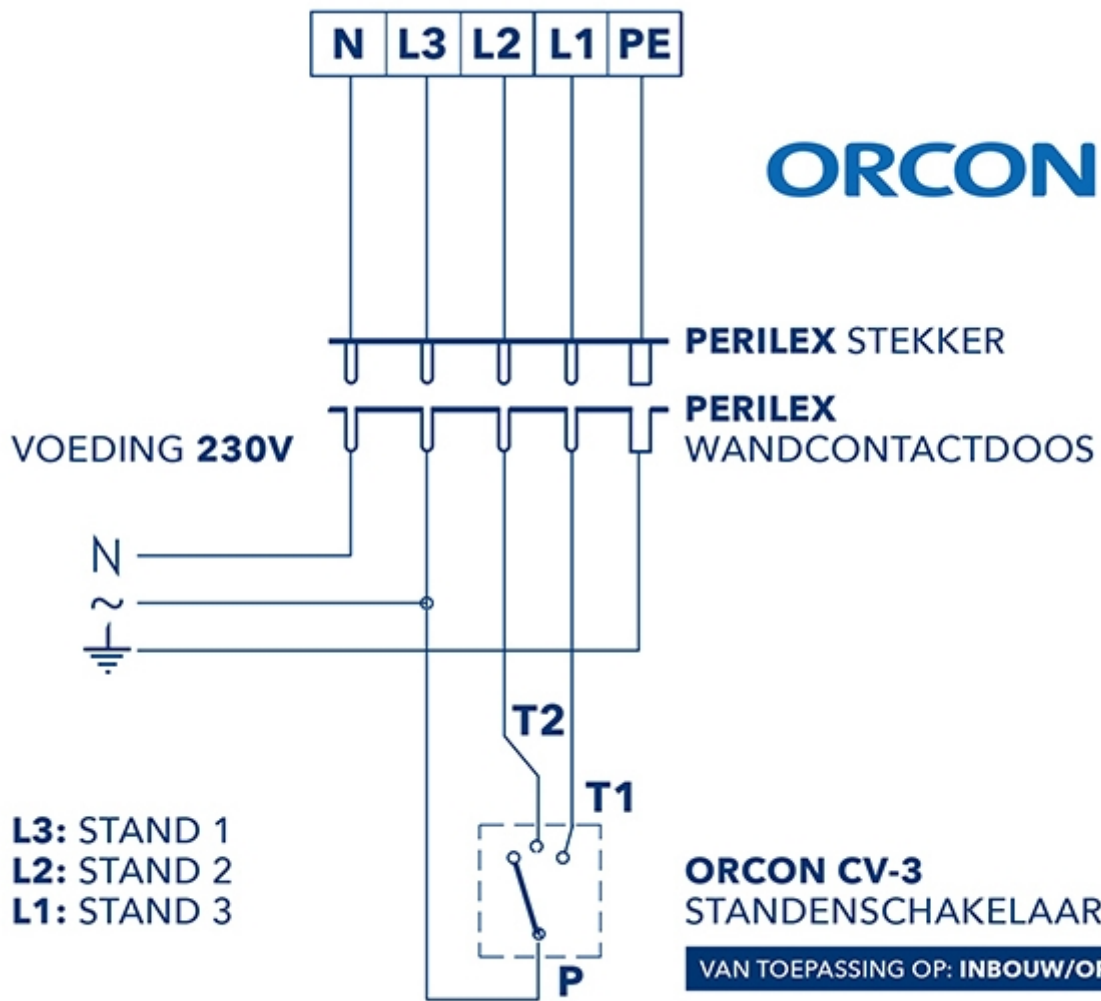 N L3 L2 L1 PE
ORCON
PERILEX STEKKER
PERILEX
WANDCONTACTDOOS
VOEDING 230V
N
~
T2
T1
L3: STAND 1
L2: STAND 2
L1: STAND 3
ORCON CV-3
STANDENSCHAKELAAR
P
VAN TOEPASSING OP: INBOUW/